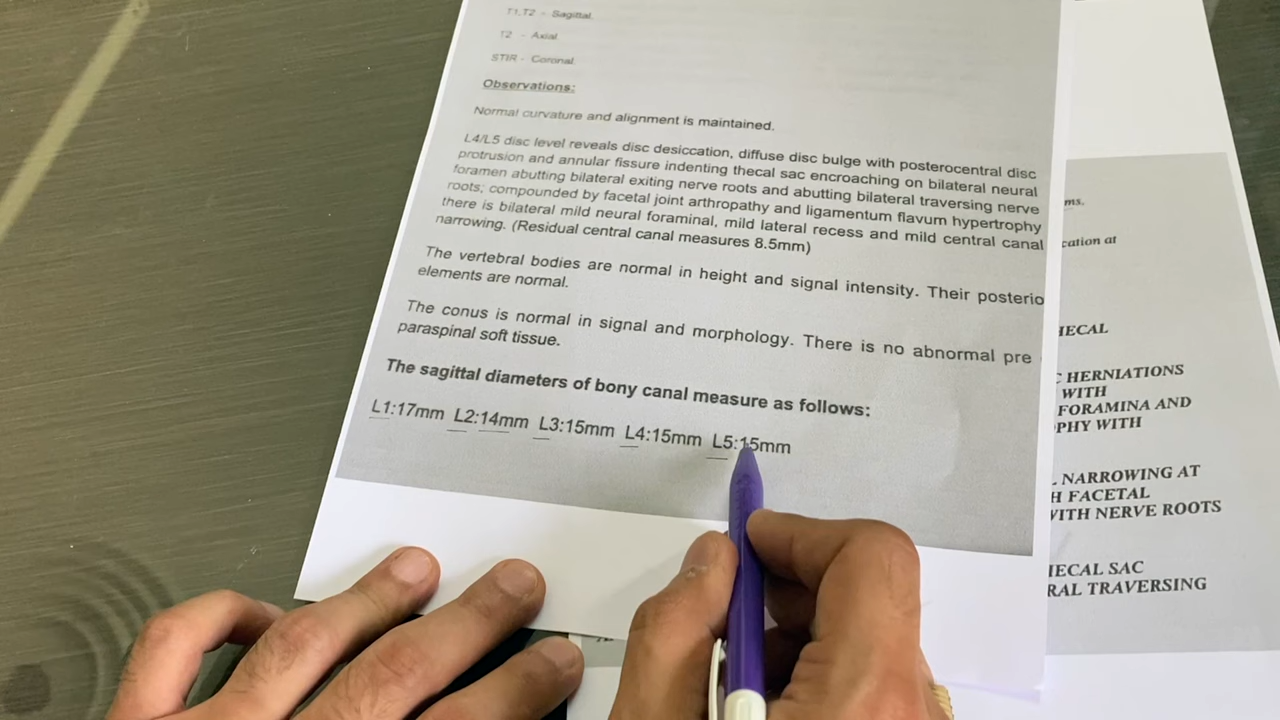 T1,T2 - Sagittal.
T2 - Axial
STIR - Coronal.
Observations:
Normal curvature and alignment is maintained.
L4/L5 disc level reveals disc desiccation, diffuse disc bulge with posterocentral disc
protrusion and annular fissure indenting thecal sac encroaching on bilateral neural
foramen abutting bilateral exiting nerve roots and abutting bilateral traversing nerve
roots; compounded by facetal joint arthropathy and ligamentum flavum hypertrophy
there is bilateral mild neural foraminal, mild lateral recess and mild central canal
narrowing. (Residual central canal measures 8.5mm)
The vertebral bodies are normal in height and signal intensity. Their posterio
elements are normal.
The conus is normal in signal and morphology. There is no abnormal pre
paraspinal soft tissue.
The sagittal diameters of bony canal measure as follows:
L1:17mm L2:14mm L3:15mm L4:15mm L5:15mm
ms.
cation at
HERNIATIONS
WITH
FORAMINA AND
PHY WITH
NARROWING AT
H FACETAL
WITH NERVE ROOTS
IECAL SAC
RAL TRAVERSING